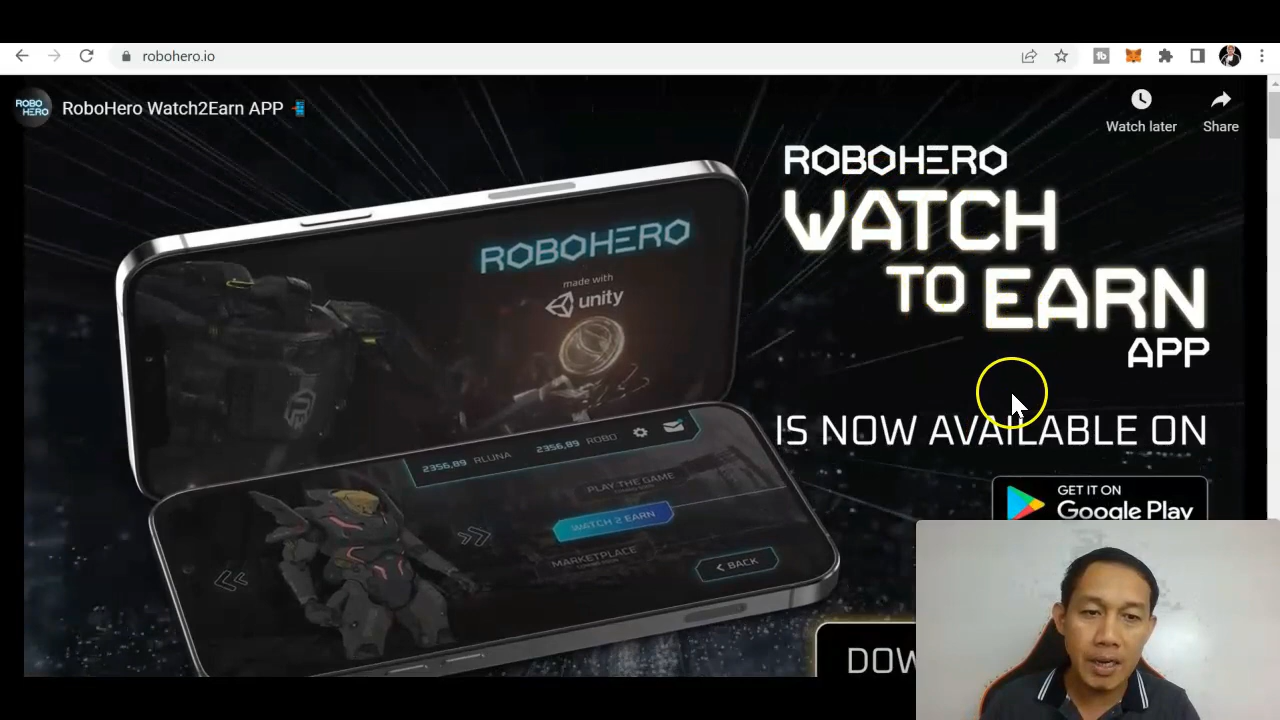 robohero.io
ROBO
HERO
RoboHero Watch2Earn APP
Watch later
Share
ROBOHERO
WATCH
TO EARN
APP
IS NOW AVAILABLE ON
GET IT ON
Google Play
ROBOHERO
made with
unity
2356,89 RLUNA
2356,89 ROBO
PLAY THE GAME
WATCH 2 EARN
MARKETPLACE
< BACK
DOW